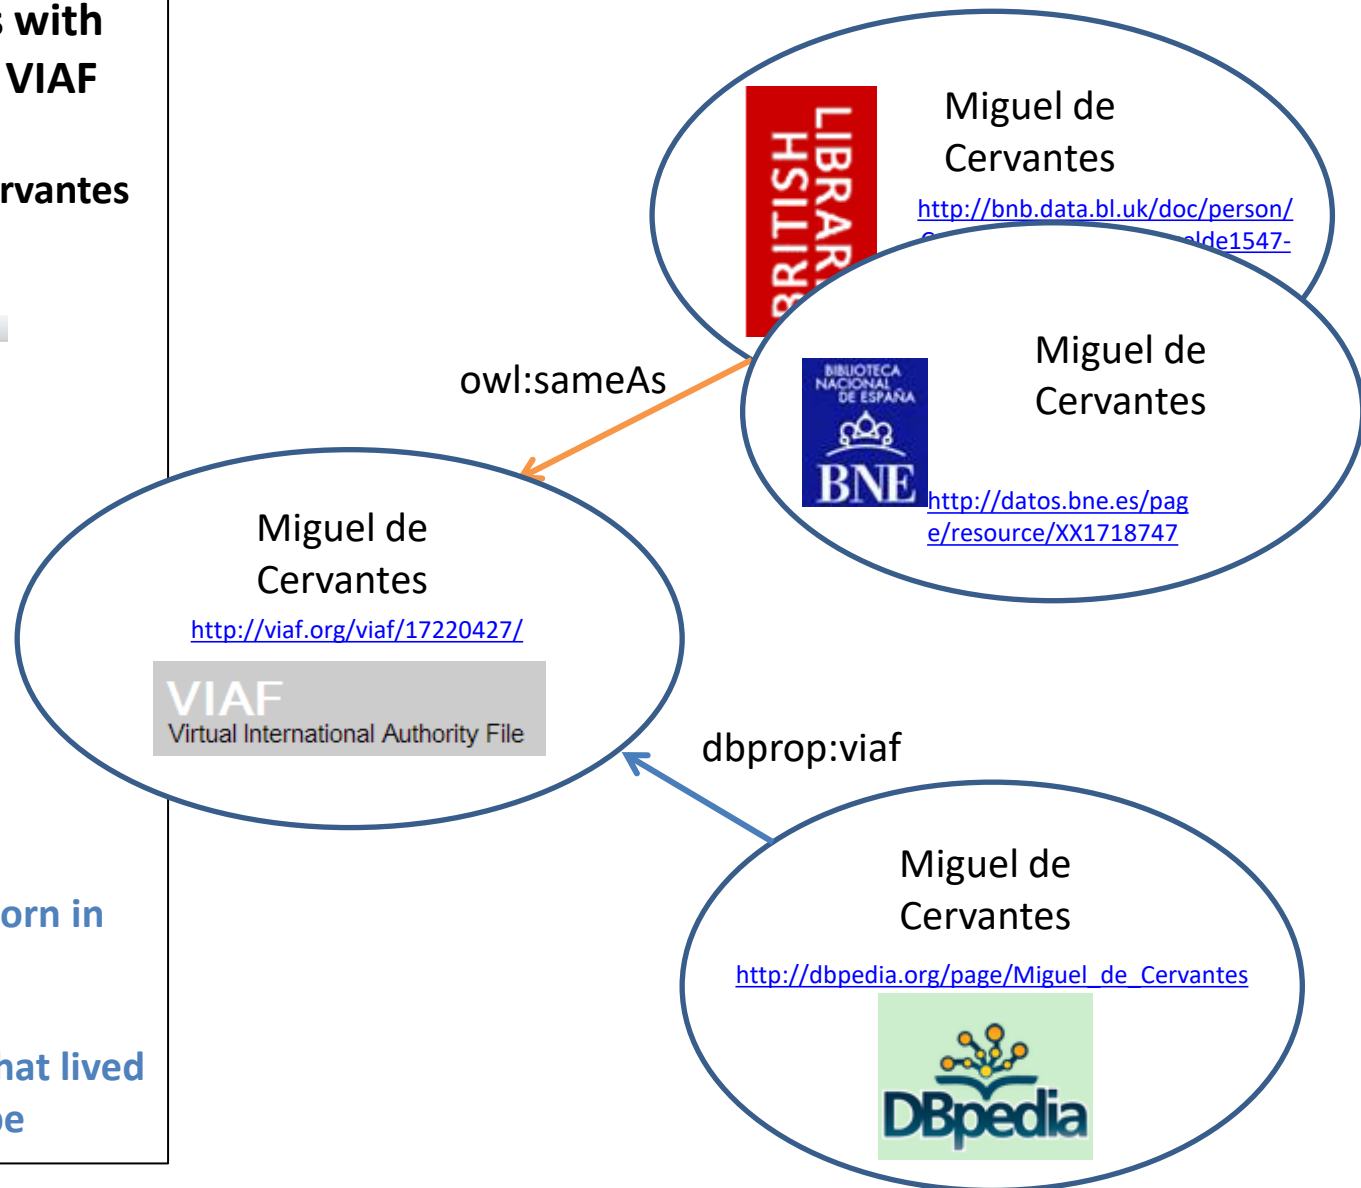 s with
VIAF
rvantes
orn in
hat lived
Miguel de
Cervantes
BRITISH
http://bnb.data.bl.uk/doc/person/
elde1547-
owl:sameAs
Miguel de
Cervantes
BIBLIOTECA
NACIONAL
DE ESPAÑA
BNE
http://datos.bne.es/pag
e/resource/XX1718747
Miguel de
Cervantes
http://viaf.org/viaf/17220427/
VIAF
Virtual International Authority File
dbprop:viaf
Miguel de
Cervantes
http://dbpedia.org/page/Miguel_de_Cervantes
DBpedia